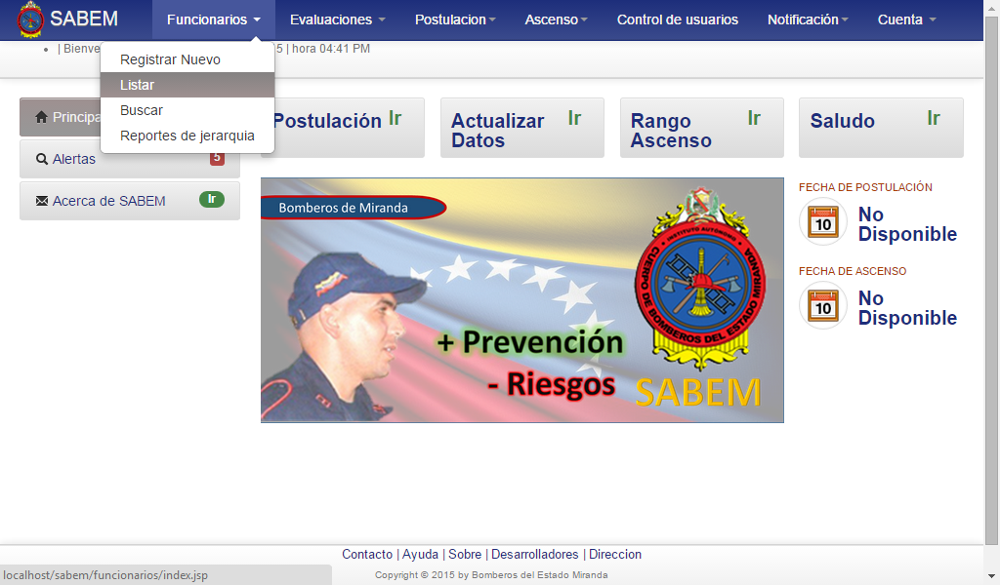 SABEM Funcionarios Evaluaciones Postulacion Ascenso Control de usuarios Notificación Cuenta
| Bienve 5 | hora 04:41 PM
Registrar Nuevo
Listar
Buscar
Reportes de jerarquia
Principa
Alertas 5
Acerca de SABEM Ir
Postulación Ir
Actualizar Datos Ir
Rango Ascenso Ir
Saludo Ir
Bomberos de Miranda
INSTITUTO AUTONOMO
CUERPO DE BOMBEROS DEL ESTADO MIRANDA
+ Prevención
- Riesgos
SABEM
FECHA DE POSTULACIÓN
10
No
Disponible
FECHA DE ASCENSO
10
No
Disponible
Contacto | Ayuda | Sobre | Desarrolladores | Direccion
Copyright © 2015 by Bomberos del Estado Miranda
localhost/sabem/funcionarios/index.jsp